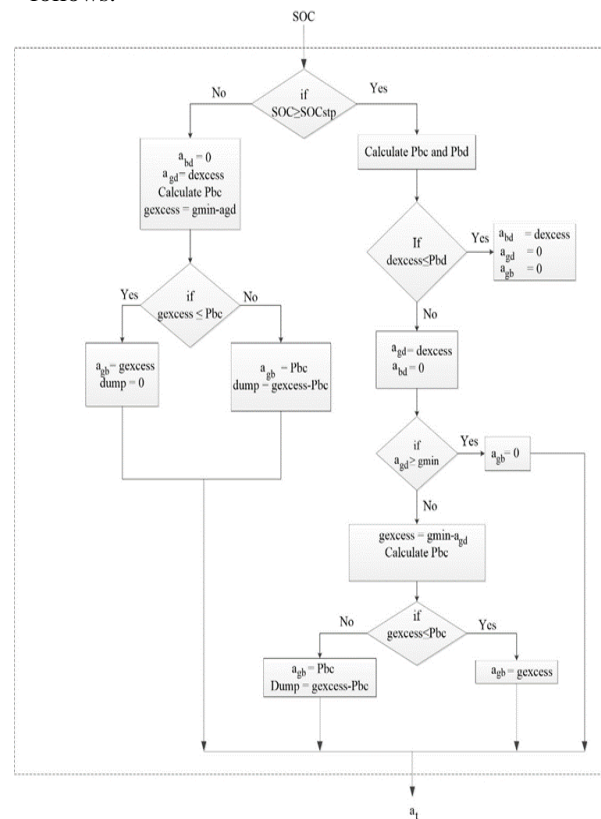 follows:
SOC
if
SOC≥SOCstp
No
Yes
a_bd = 0
a_gd = dexcess
Calculate Pbc
gexcess = gmin-agd
Calculate Pbc and Pbd
If
dexcess≤Pbd
Yes
a_bd = dexcess
a_gd = 0
a_gb = 0
No
if
gexcess ≤ Pbc
Yes
No
a_gb = gexcess
dump = 0
a_gb = Pbc
dump = gexcess-Pbc
a_gd = dexcess
a_bd = 0
if
a_gd ≥ gmin
Yes
a_gb = 0
No
gexcess = gmin-a_gd
Calculate Pbc
if
gexcess≤Pbc
No
Yes
a_gb = Pbc
Dump = gexcess-Pbc
a_gb = gexcess
a_t